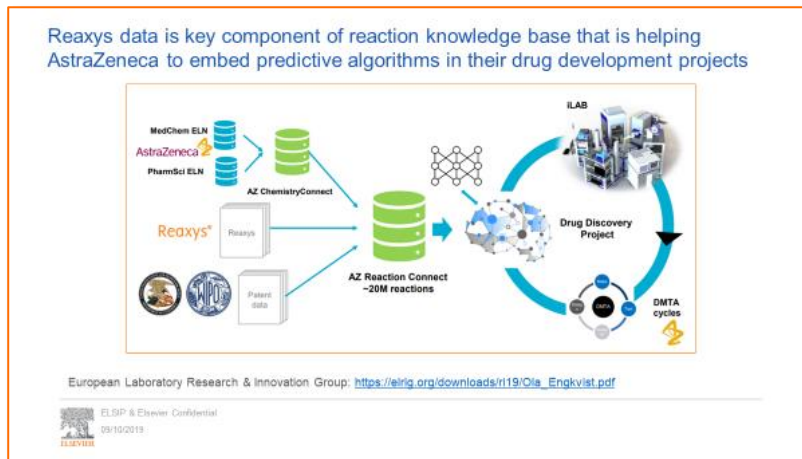 Reaxys data is key component of reaction knowledge base that is helping
AstraZeneca to embed predictive algorithms in their drug development projects
MedChem ELN
AstraZeneca
PharmSci ELN
AZ ChemistryConnect
Reaxys®
Reaxys
WIPO
Patent
data
AZ Reaction Connect
~20M reactions
iLAB
Drug Discovery
Project
DMTA
DMTA
cycles
European Laboratory Research & Innovation Group: https://elrig.org/downloads/ri19/Ola_Engkvist.pdf
ELSIP & Elsevier Confidential
09/10/2019
ELSEVIER